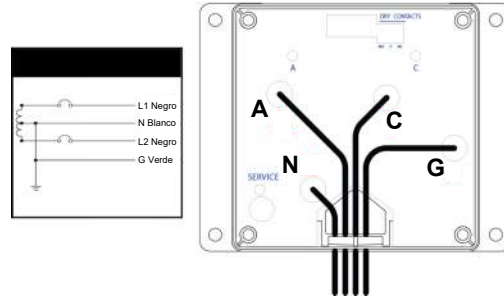 L1 Negro
N Blanco
L2 Negro
G Verde
DRY CONTACTS
A
C
A
C
N
G
SERVICE